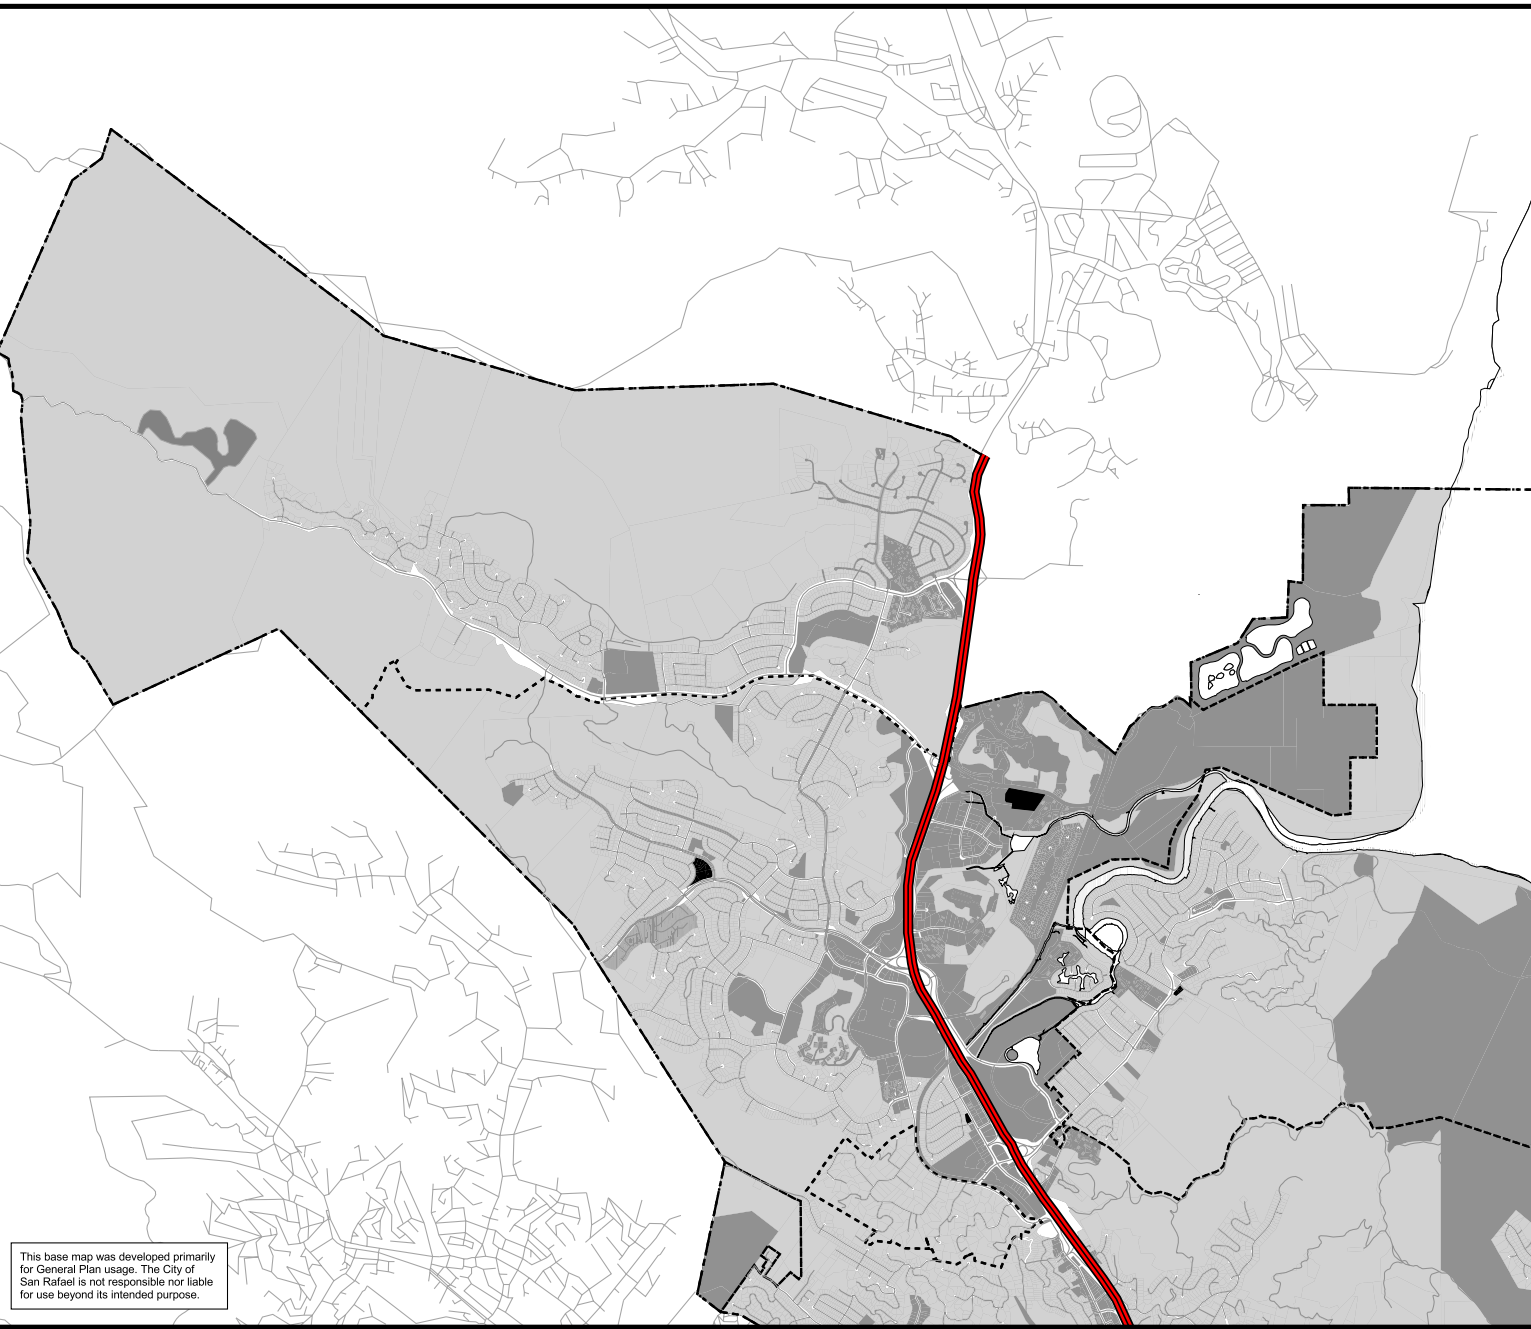 This base map was developed primarily
for General Plan usage. The City of
San Rafael is not responsible nor liable
for use beyond its intended purpose.